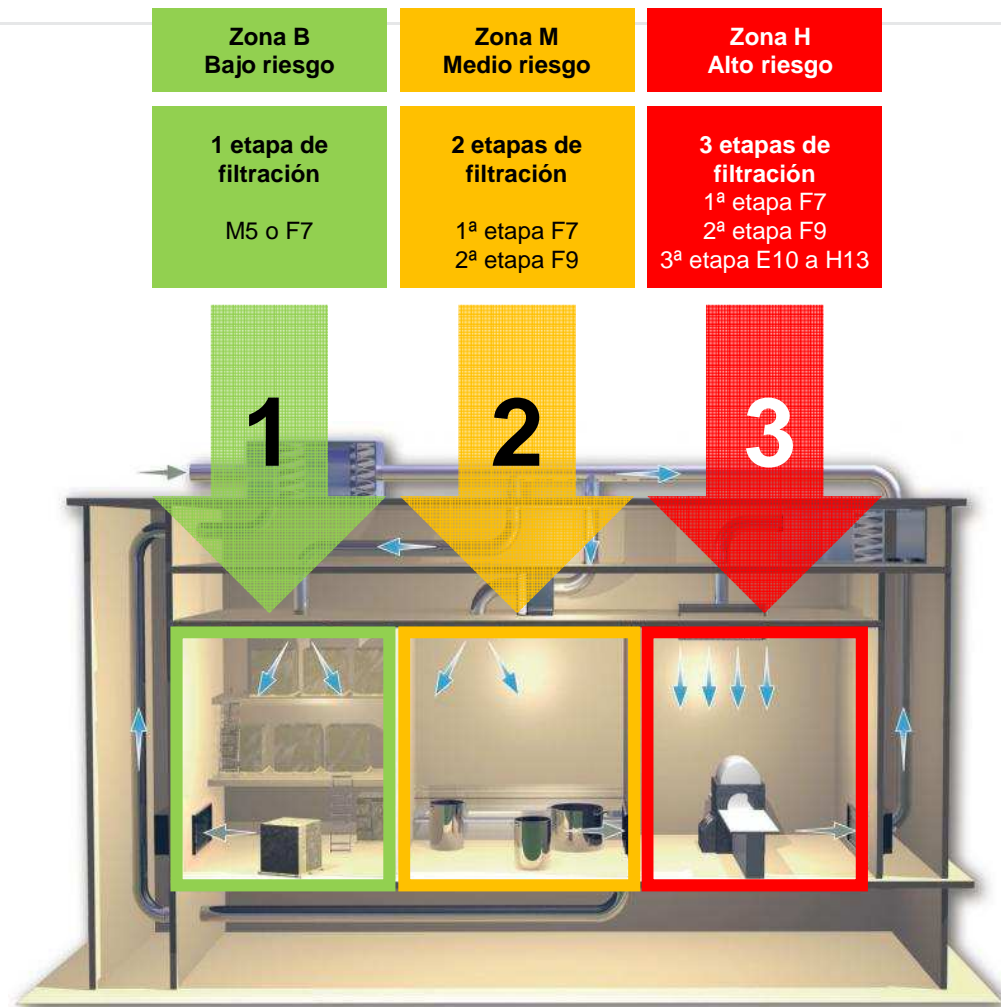 Zona B
Bajo riesgo
Zona M
Medio riesgo
Zona H
Alto riesgo
1 etapa de
filtración
M5 o F7
2 etapas de
filtración
1ª etapa F7
2ª etapa F9
3 etapas de
filtración
1ª etapa F7
2ª etapa F9
3ª etapa E10 a H13
1
2
3